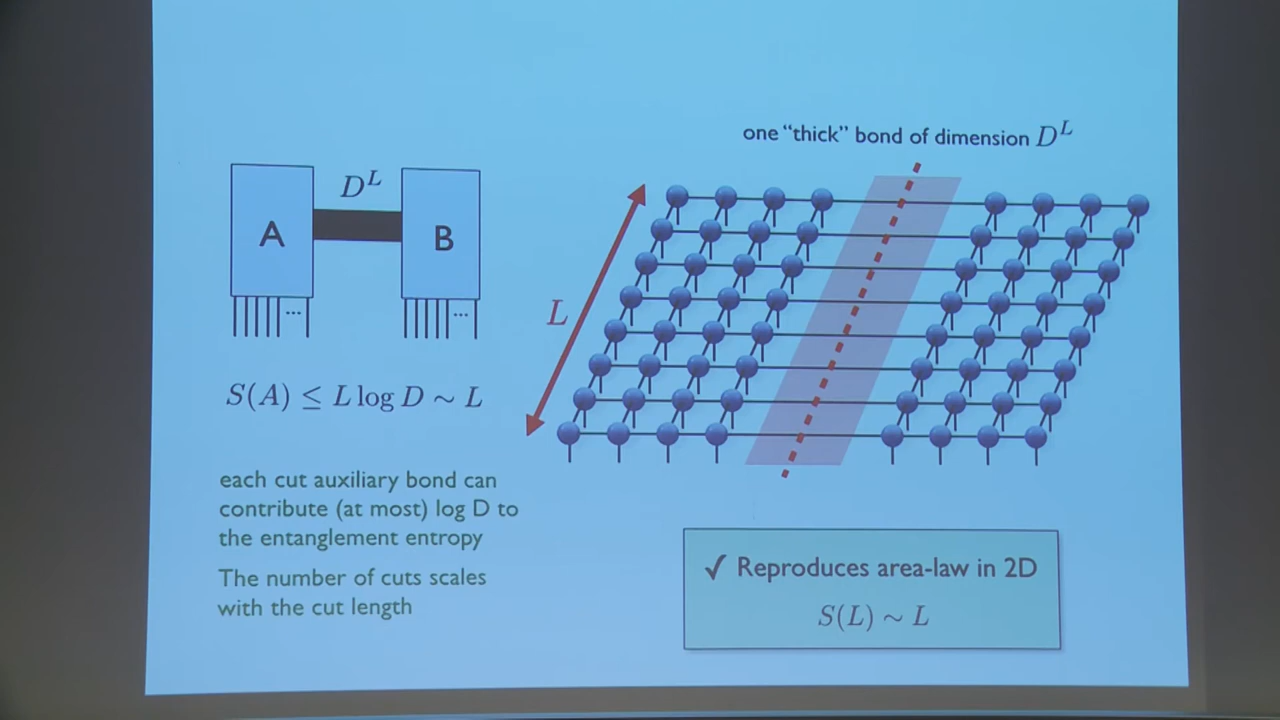 one “thick” bond of dimension D^L
D^L
A
B
...
...
L
S(A) ≤ L log D ~ L
each cut auxiliary bond can
contribute (at most) log D to
the entanglement entropy
The number of cuts scales
with the cut length
✓ Reproduces area-law in 2D
S(L) ~ L